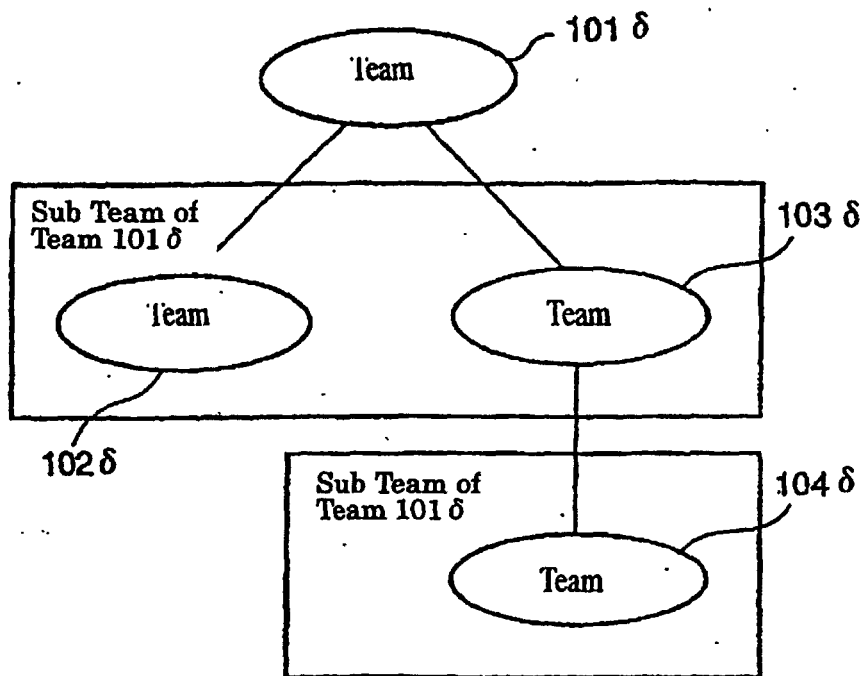 101 δ
Team
Sub Team of
Team 101 δ
103 δ
Team
Team
102 δ
Sub Team of
Team 101 δ
104 δ
Team